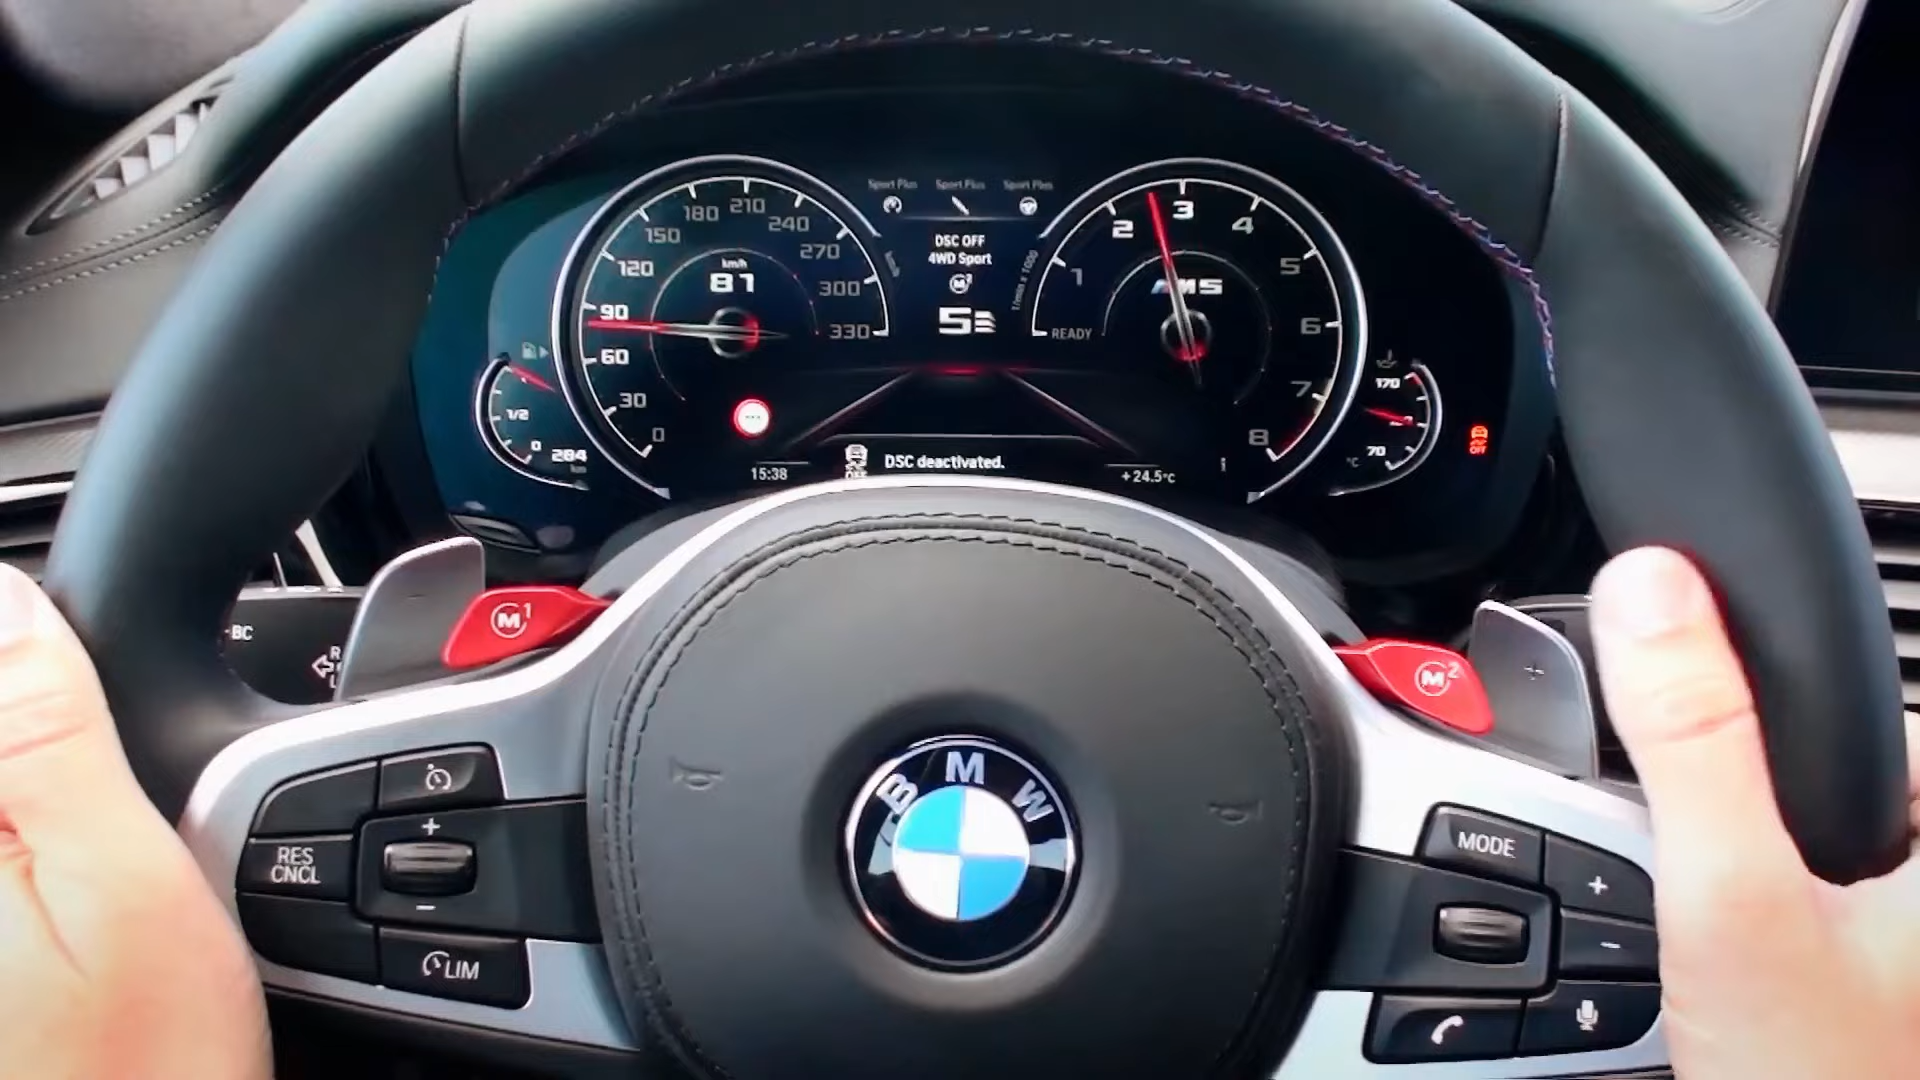 Sport Plus Sport Plus Sport Plus
DSC OFF
4WD Sport
M2
5
km/h
81
0
30
60
90
120
150
180
210
240
270
300
330
km/h
1/min x 1000
READY
1
2
3
4
5
6
7
8
M5
1/2
0
284
km
170
70
°C
OFF
15:38
OFF
DSC deactivated.
+24.5°C
BC
M1
M2
-
+
BMW
RES
CNCL
+
-
LIM
MODE
+
-